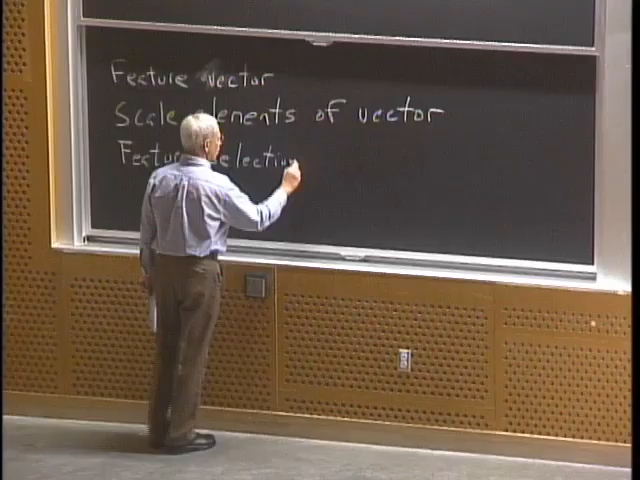 Feature vector
Scale elements of vector
Feature selection